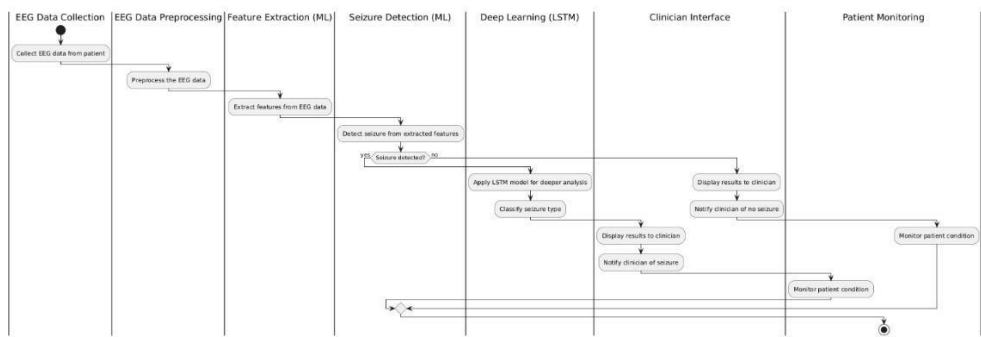 EEG Data Collection
EEG Data Preprocessing
Feature Extraction (ML)
Seizure Detection (ML)
Deep Learning (LSTM)
Clinician Interface
Patient Monitoring
Collect EEG data from patient
Preprocess the EEG data
Extract features from EEG data
Detect seizure from extracted features
yes
Seizure detected?
no
Apply LSTM model for deeper analysis
Display results to clinician
Classify seizure type
Notify clinician of no seizure
Display results to clinician
Monitor patient condition
Notify clinician of seizure
Monitor patient condition